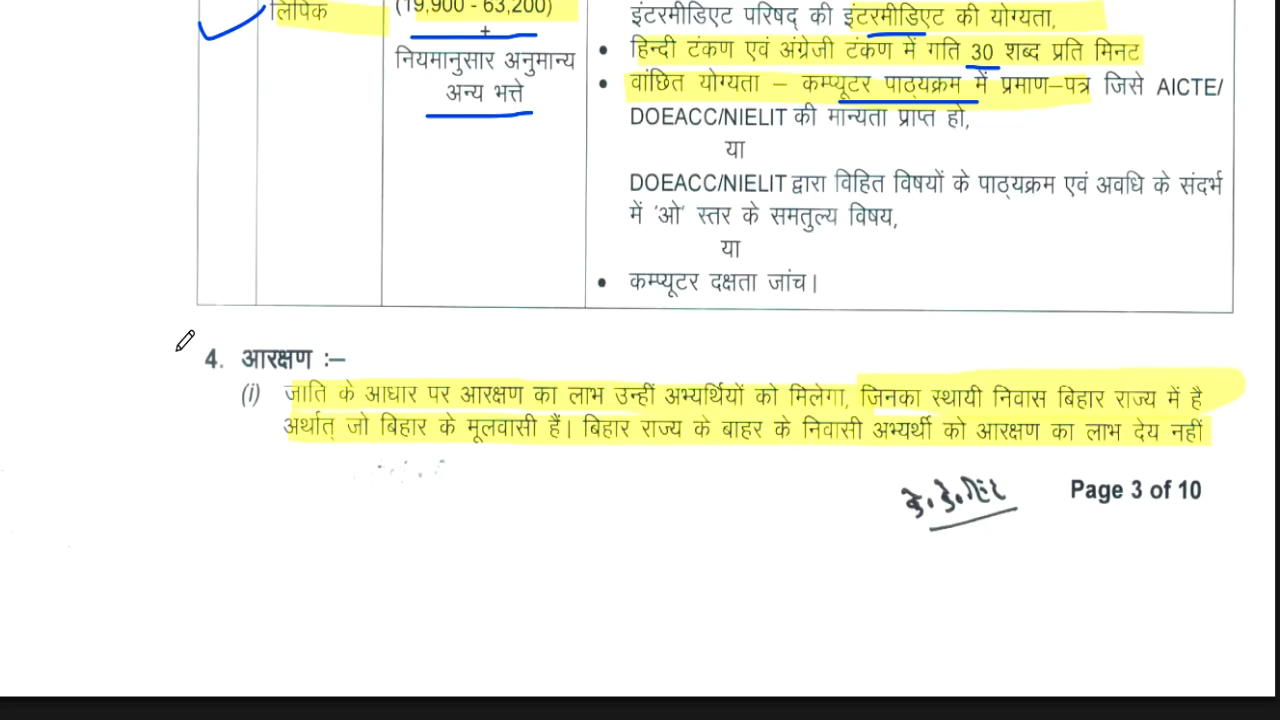 लिपिक
(19,900 - 63,200)
+
नियमानुसार अनुमान्य
अन्य भत्ते
इंटरमीडिएट परिषद् की इंटरमीडिएट की योग्यता,
• हिन्दी टंकण एवं अंग्रेजी टंकण में गति 30 शब्द प्रति मिनट
• वांछित योग्यता – कम्प्यूटर पाठ्यक्रम में प्रमाण–पत्र जिसे AICTE/
DOEACC/NIELIT की मान्यता प्राप्त हो,
या
DOEACC/NIELIT द्वारा विहित विषयों के पाठ्यक्रम एवं अवधि के संदर्भ
में 'ओ' स्तर के समतुल्य विषय,
या
• कम्प्यूटर दक्षता जांच।
4. आरक्षण :–
(i) जाति के आधार पर आरक्षण का लाभ उन्हीं अभ्यर्थियों को मिलेगा, जिनका स्थायी निवास बिहार राज्य में है
अर्थात् जो बिहार के मूलवासी हैं। बिहार राज्य के बाहर के निवासी अभ्यर्थी को आरक्षण का लाभ देय नहीं
Page 3 of 10